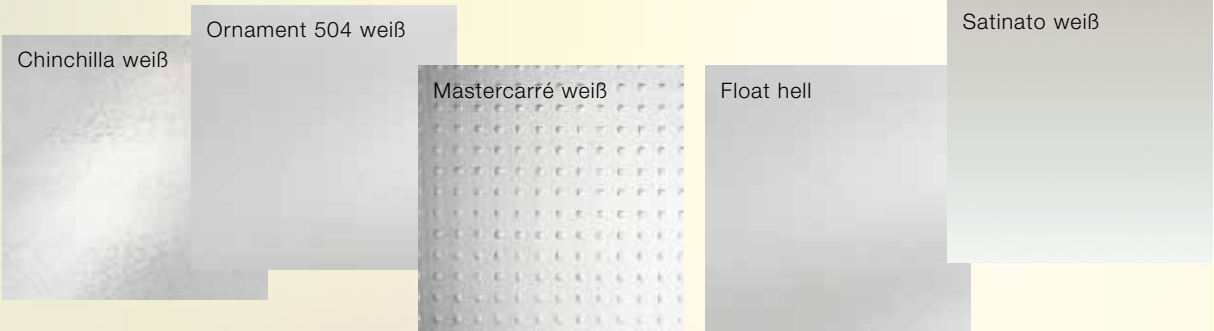 Chinchilla weiß
Ornament 504 weiß
Mastercarré weiß
Float hell
Satinato weiß